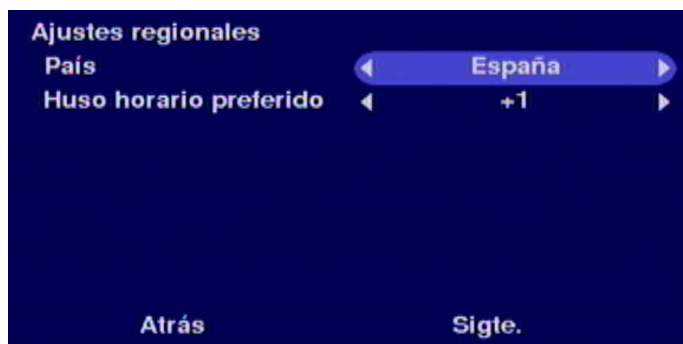 Ajustes regionales
País España
Huso horario preferido +1
Atrás Sigte.